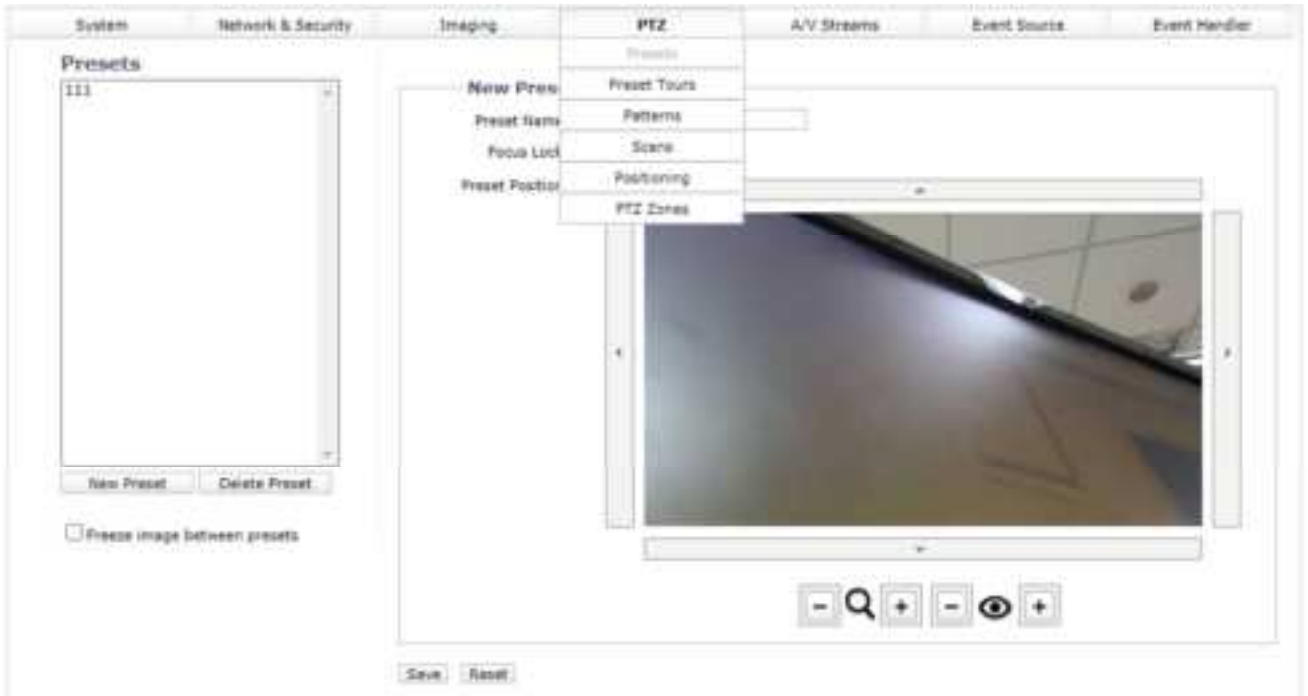 System Network & Security Imaging PTZ A/V Streams Event Source Event Handler
Presets
Preset Tours
Patterns
Scans
Positioning
PTZ Zones
Presets
111
New Preset Delete Preset
Freeze image between presets
New Pres
Preset Name
Focus Lock
Preset Position
Save Reset